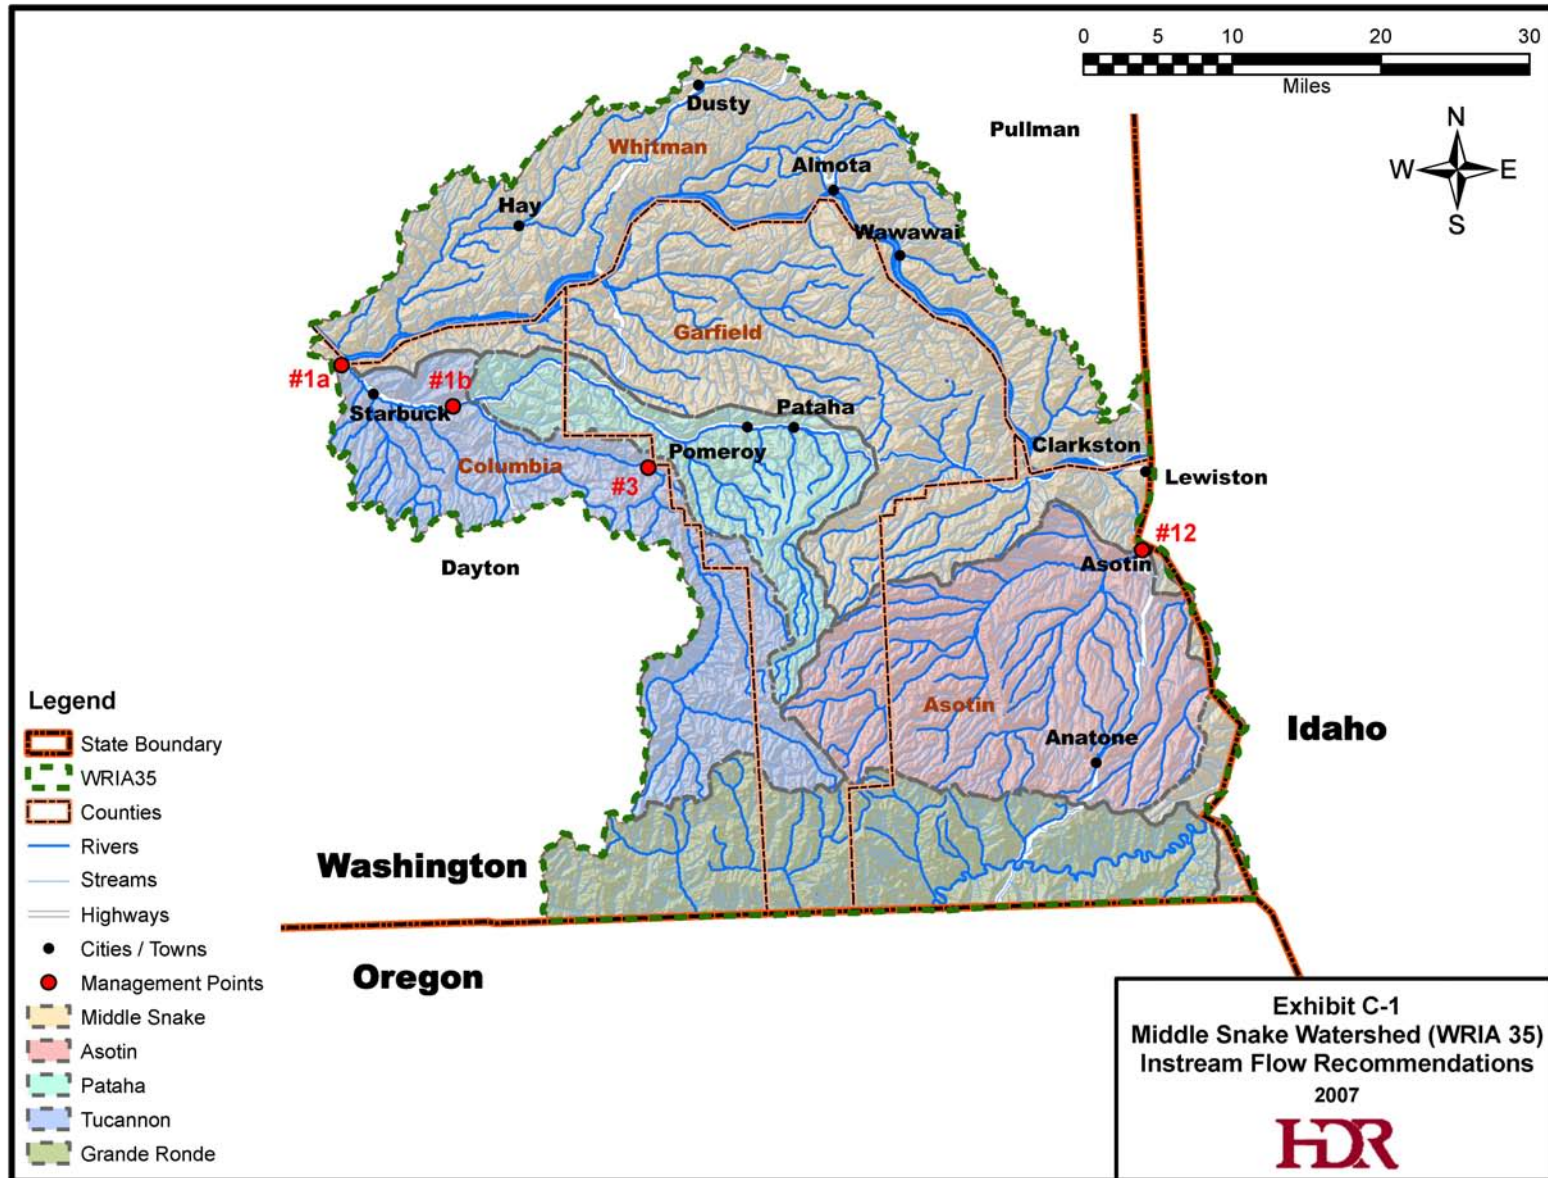 0 5 10 20 30
Miles
N
W E
S
Dusty
Pullman
Whitman
Almota
Hay
Wawawai
Garfield
#1a
#1b
Starbuck
Pataha
Pomeroy
Clarkston
Columbia
Lewiston
#3
#12
Asotin
Dayton
Asotin
Idaho
Anatone
Washington
Oregon
Legend
State Boundary
WRIA35
Counties
Rivers
Streams
Highways
Cities / Towns
Management Points
Middle Snake
Asotin
Pataha
Tucannon
Grande Ronde
Exhibit C-1
Middle Snake Watershed (WRIA 35)
Instream Flow Recommendations
2007
HDR